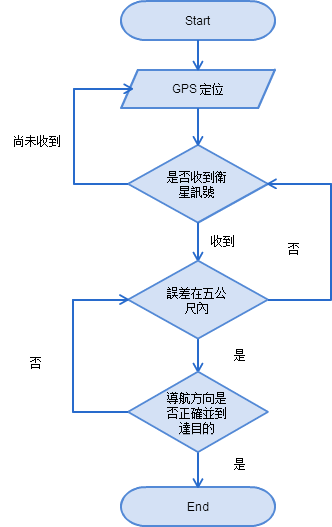 Start
GPS 定位
尚未收到
是否收到衛
星訊號
收到
否
誤差在五公
尺內
是
否
導航方向是
否正確並到
達目的
是
End